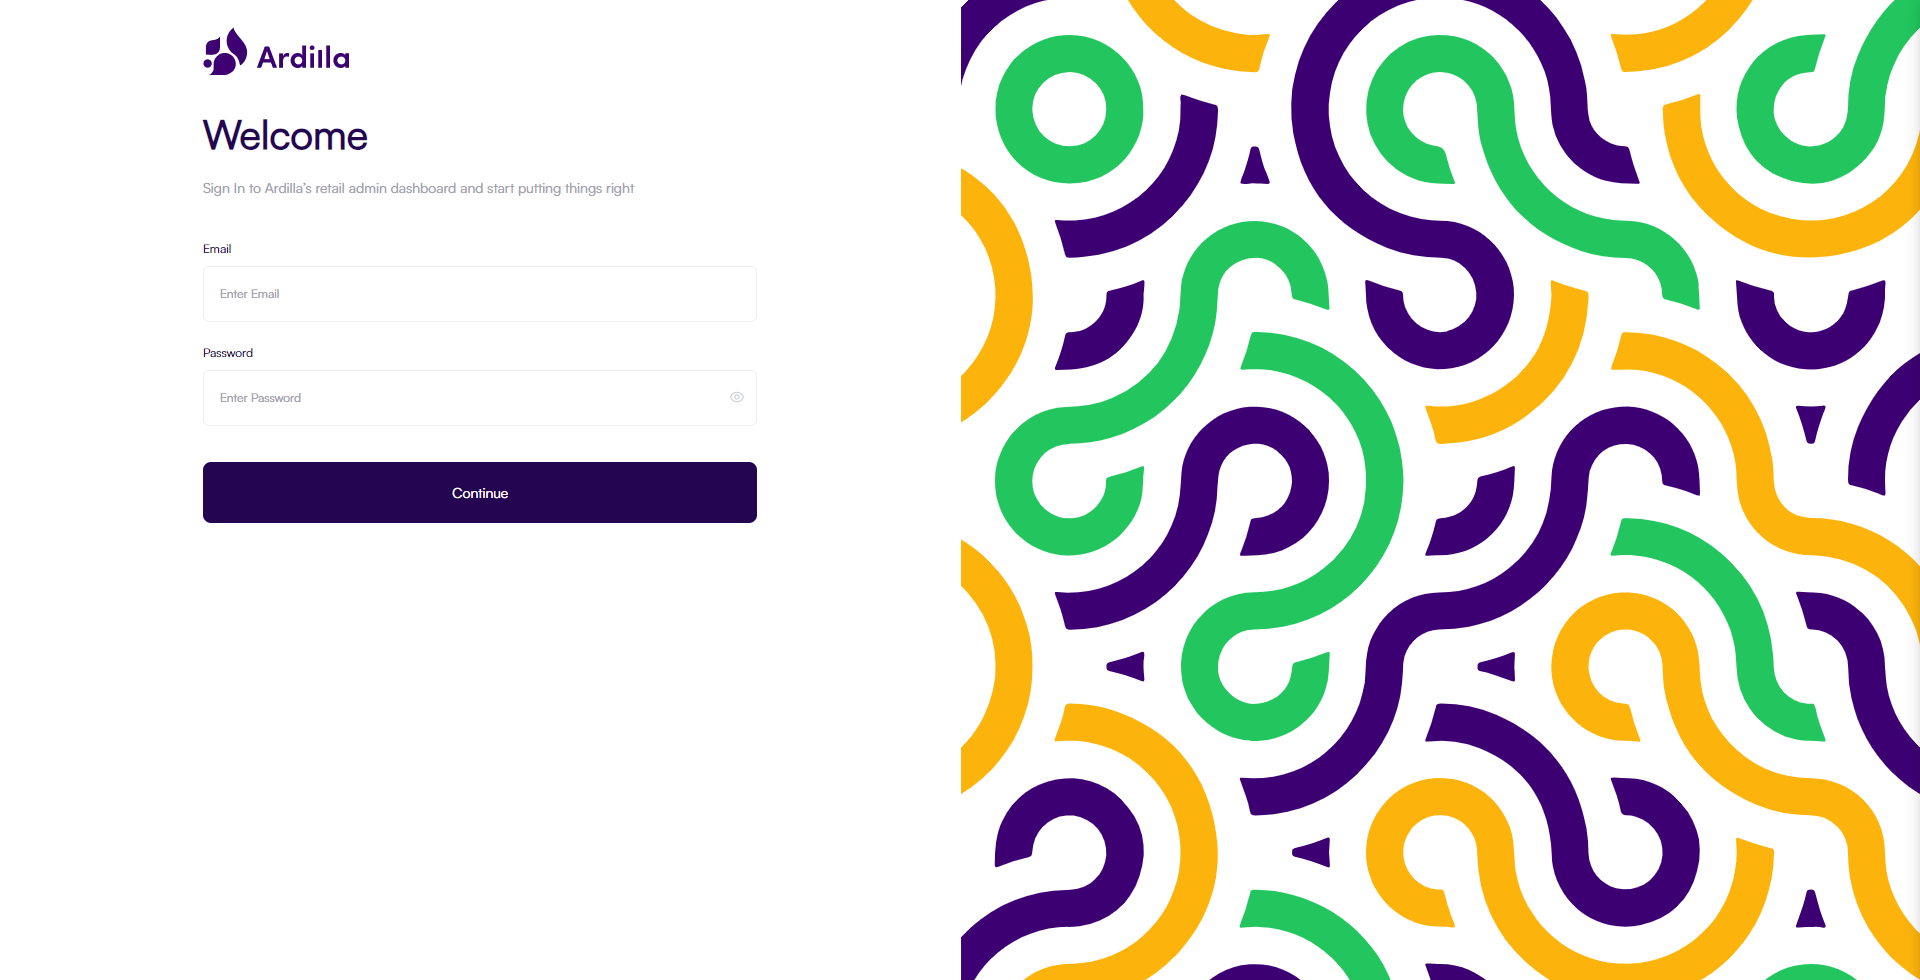 Ardilla
Welcome
Sign In to Ardilla's retail admin dashboard and start putting things right
Email
Enter Email
Password
Enter Password
Continue